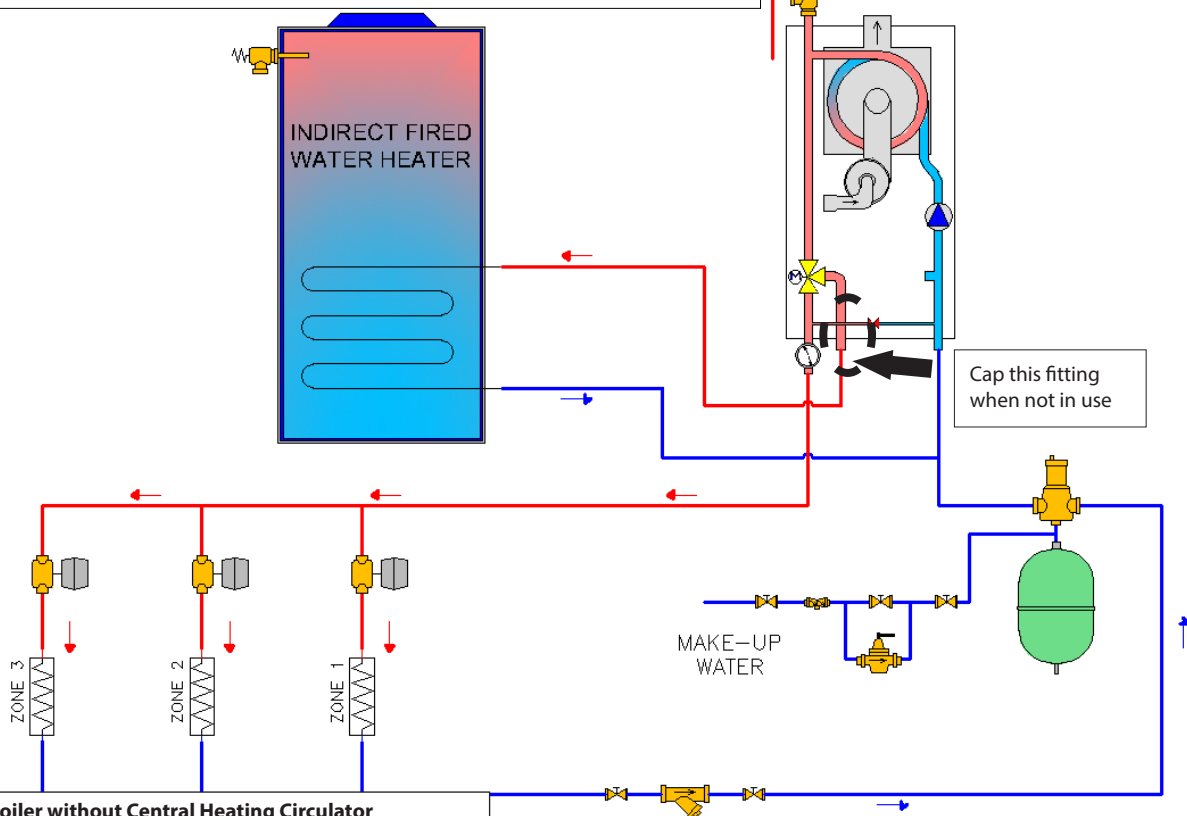 INDIRECT FIRED
WATER HEATER
M
Cap this fitting
when not in use
MAKE-UP
WATER
ZONE 3
ZONE 2
ZONE 1
oiler without Central Heating Circulator